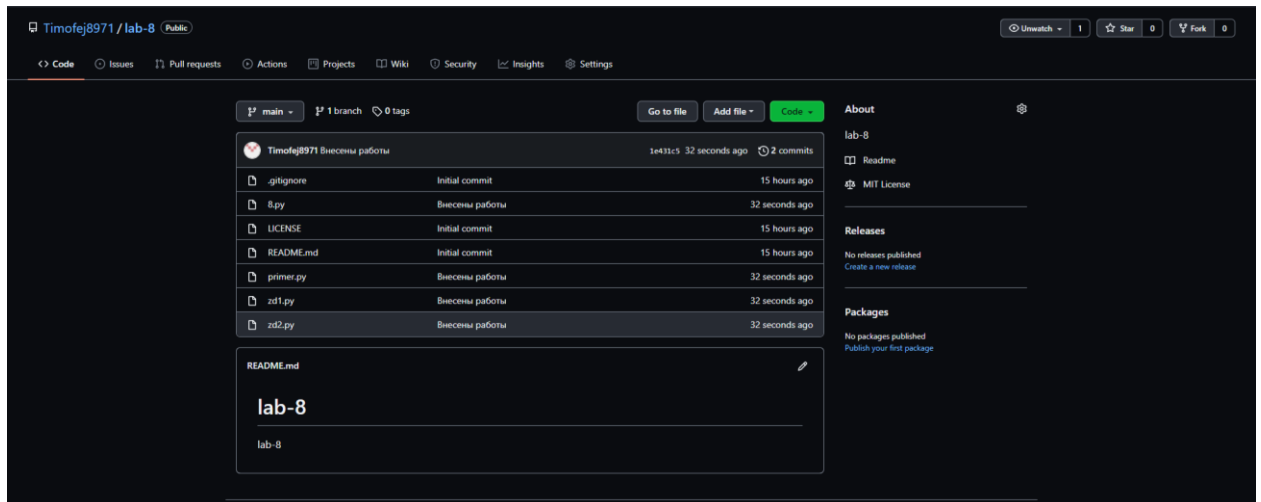 Timofej8971 / lab-8 Public
Unwatch 1 Star 0 Fork 0
<> Code Issues Pull requests Actions Projects Wiki Security Insights Settings
main 1 branch 0 tags Go to file Add file Code
Timofej8971 Внесены работы 1e431c5 32 seconds ago 2 commits
.gitignore Initial commit 15 hours ago
8.py Внесены работы 32 seconds ago
LICENSE Initial commit 15 hours ago
README.md Initial commit 15 hours ago
primer.py Внесены работы 32 seconds ago
zd1.py Внесены работы 32 seconds ago
zd2.py Внесены работы 32 seconds ago
README.md
lab-8
lab-8
About
lab-8
Readme
MIT License
Releases
No releases published
Create a new release
Packages
No packages published
Publish your first package